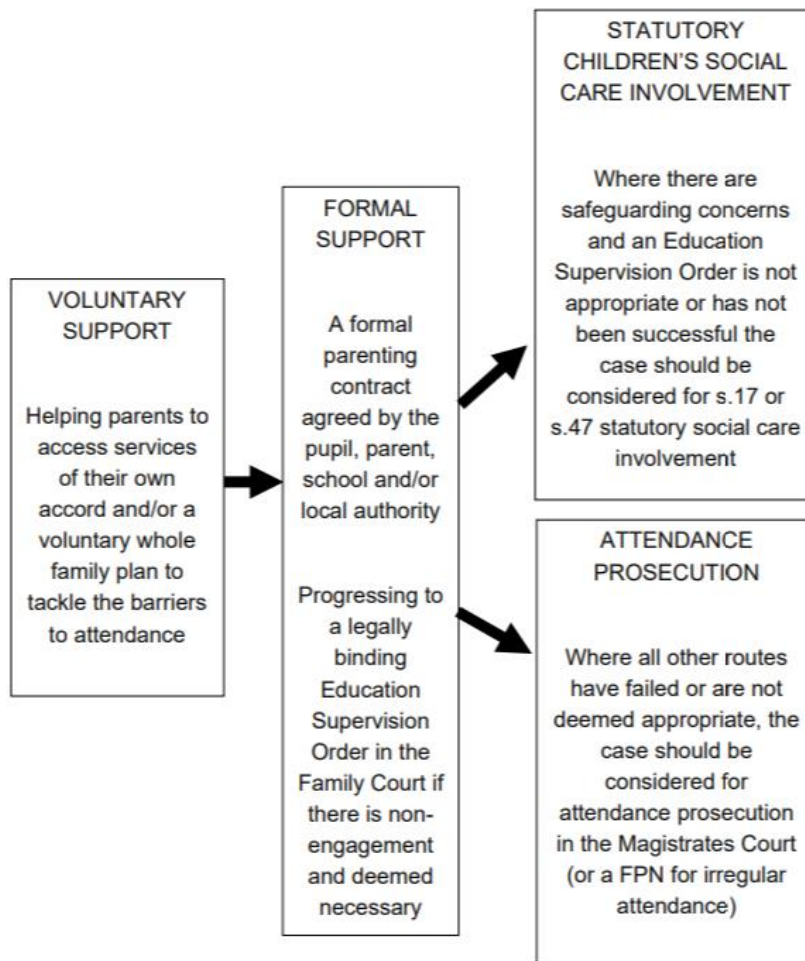 VOLUNTARY
SUPPORT
Helping parents to
access services
of their own
accord and/or a
voluntary whole
family plan to
tackle the barriers
to attendance
FORMAL
SUPPORT
A formal
parenting
contract
agreed by the
pupil, parent,
school and/or
local authority
Progressing to
a legally
binding
Education
Supervision
Order in the
Family Court if
there is non-
engagement
and deemed
necessary
STATUTORY
CHILDREN'S SOCIAL
CARE INVOLVEMENT
Where there are
safeguarding concerns
and an Education
Supervision Order is not
appropriate or has not
been successful the
case should be
considered for s.17 or
s.47 statutory social care
involvement
ATTENDANCE
PROSECUTION
Where all other routes
have failed or are not
deemed appropriate, the
case should be
considered for
attendance prosecution
in the Magistrates Court
(or a FPN for irregular
attendance)